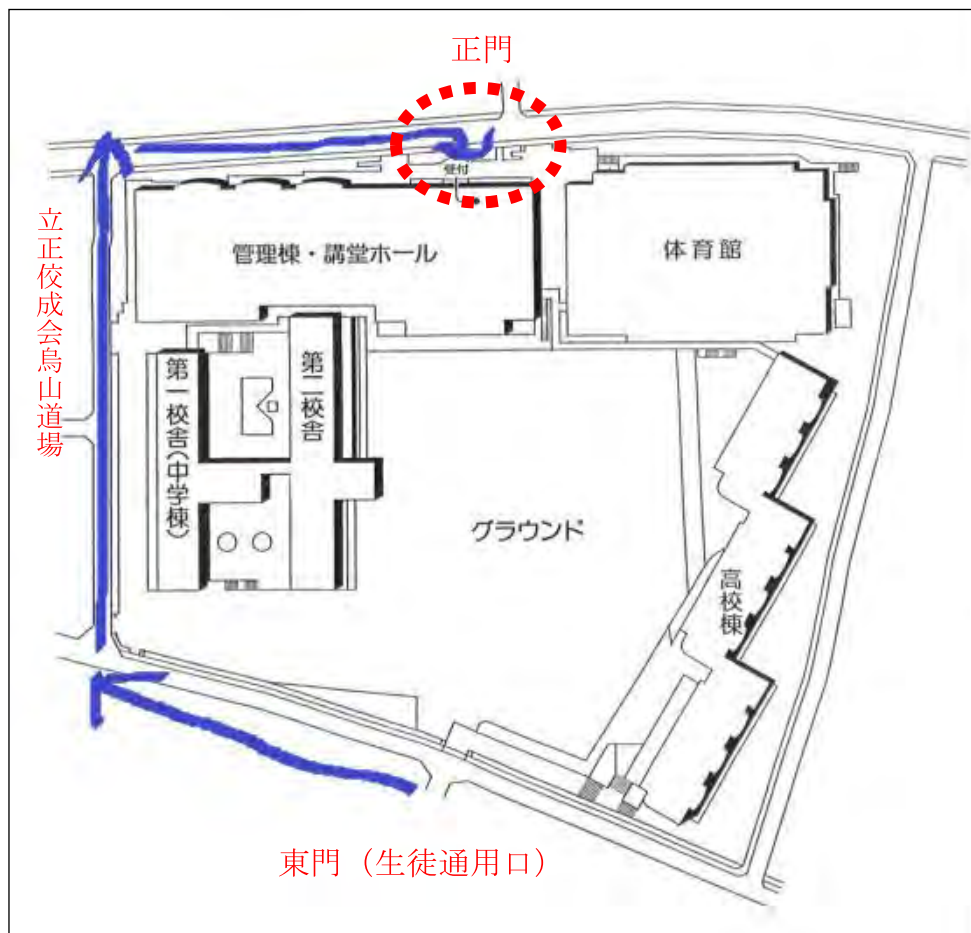 正門
受付
管理棟・講堂ホール
体育館
立正佼成会烏山道場
第一校舎(中学棟)
第二校舎
グラウンド
高校棟
東門（生徒通用口）